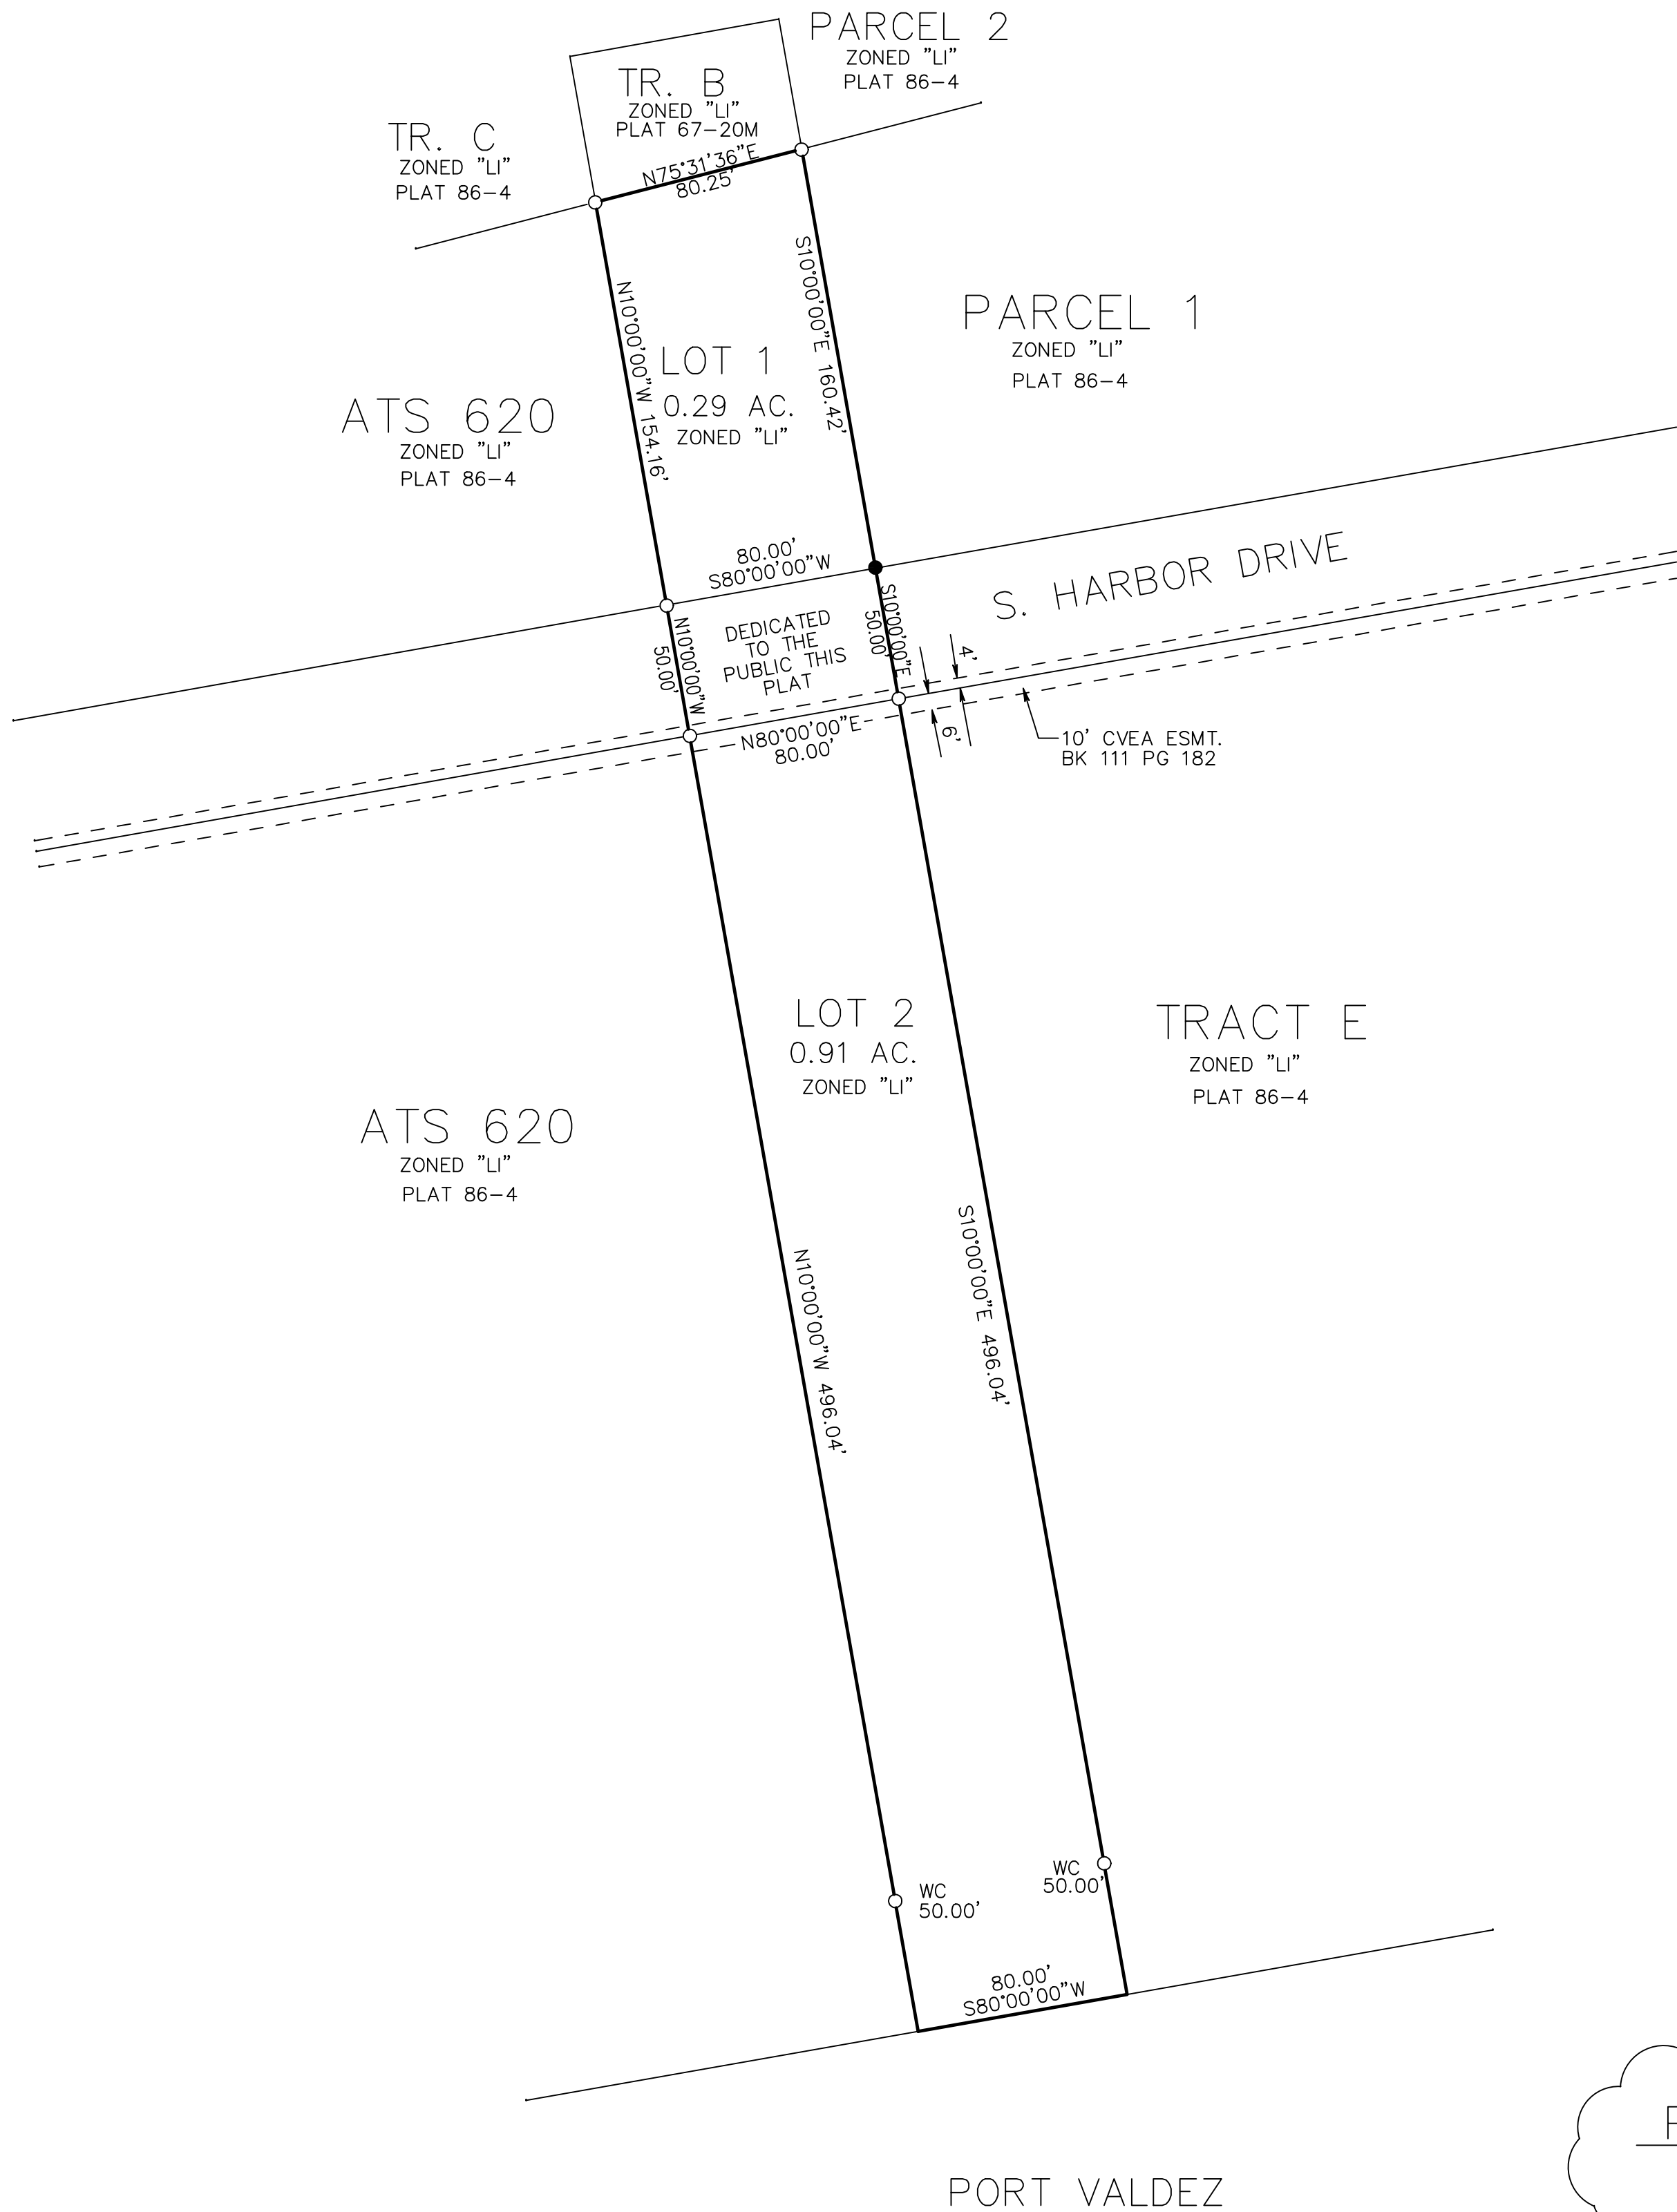 PARCEL 2
ZONED "LI"
PLAT 86-4
TR. B
ZONED "LI"
PLAT 67-20M
TR. C
ZONED "LI"
PLAT 86-4
N75°31'36"E
80.25'
N10°00'00"W 154.16'
S10°00'00"E 160.42'
LOT 1
0.29 AC.
ZONED "LI"
PARCEL 1
ZONED "LI"
PLAT 86-4
ATS 620
ZONED "LI"
PLAT 86-4
80.00'
S80°00'00"W
S. HARBOR DRIVE
DEDICATED
TO THE
PUBLIC THIS
PLAT
N10°00'00"W
50.00'
S10°00'00"E
50.00'
4'
6'
N80°00'00"E
80.00'
10' CVEA ESMT.
BK 111 PG 182
LOT 2
0.91 AC.
ZONED "LI"
TRACT E
ZONED "LI"
PLAT 86-4
ATS 620
ZONED "LI"
PLAT 86-4
N10°00'00"W 496.04'
S10°00'00"E 496.04'
WC
50.00'
WC
50.00'
80.00'
S80°00'00"W
PORT VALDEZ